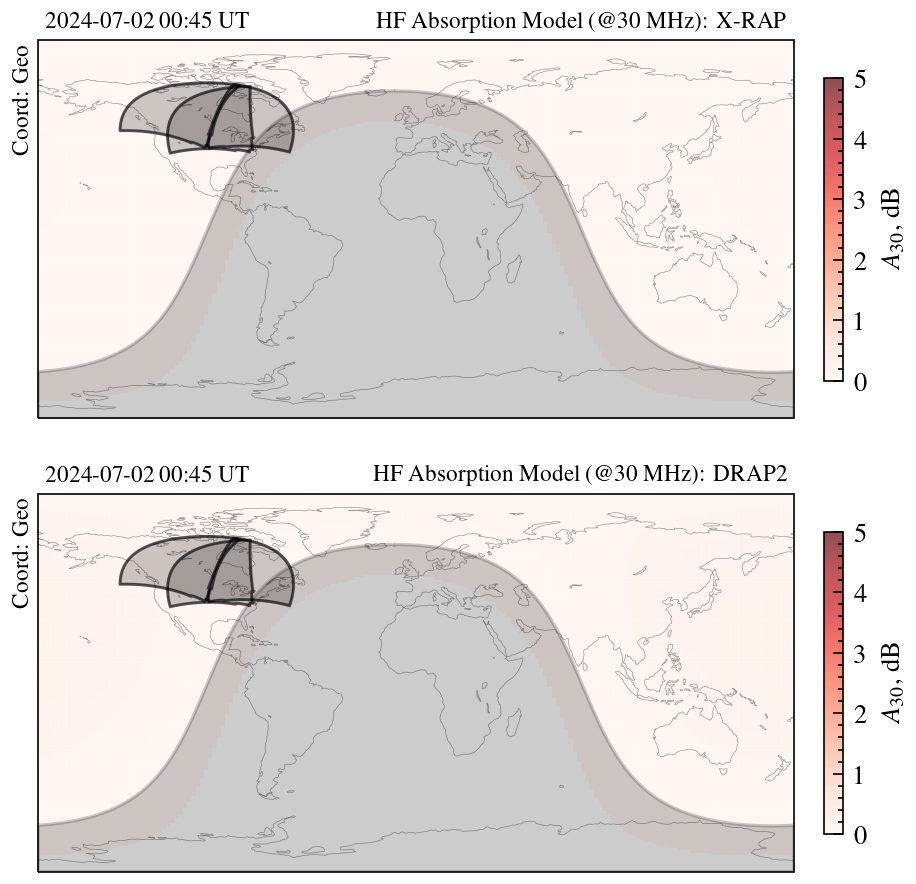 2024-07-02 00:45 UT HF Absorption Model (@30 MHz): X-RAP
Coord: Geo
5
4
3
2
1
0
A30, dB
2024-07-02 00:45 UT HF Absorption Model (@30 MHz): DRAP2
Coord: Geo
5
4
3
2
1
0
A30, dB